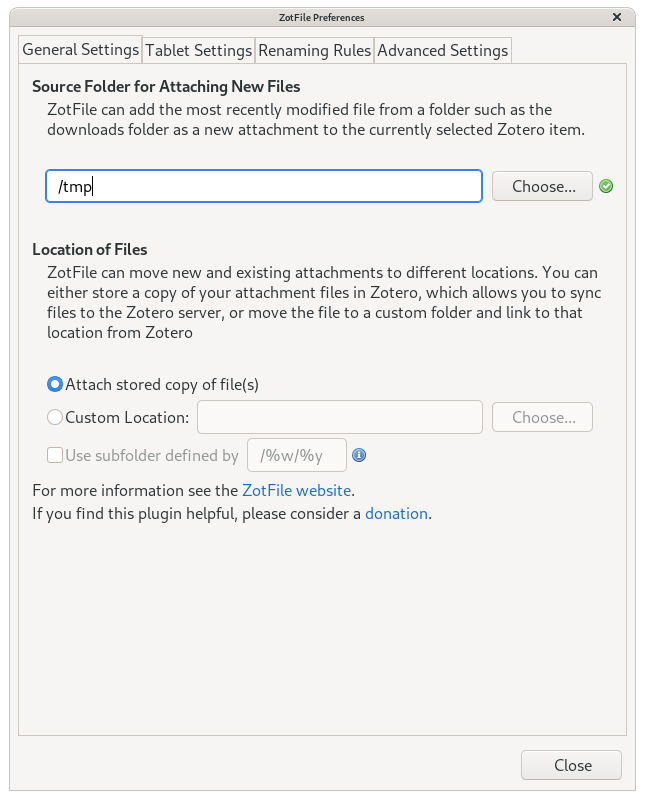 ZotFile Preferences
General Settings
Tablet Settings
Renaming Rules
Advanced Settings
Source Folder for Attaching New Files
ZotFile can add the most recently modified file from a folder such as the
downloads folder as a new attachment to the currently selected Zotero item.
/tmp
Choose...
Location of Files
ZotFile can move new and existing attachments to different locations. You can
either store a copy of your attachment files in Zotero, which allows you to sync
files to the Zotero server, or move the file to a custom folder and link to that
location from Zotero
Attach stored copy of file(s)
Custom Location:
Choose...
Use subfolder defined by
/%w/%y
For more information see the ZotFile website.
If you find this plugin helpful, please consider a donation.
Close